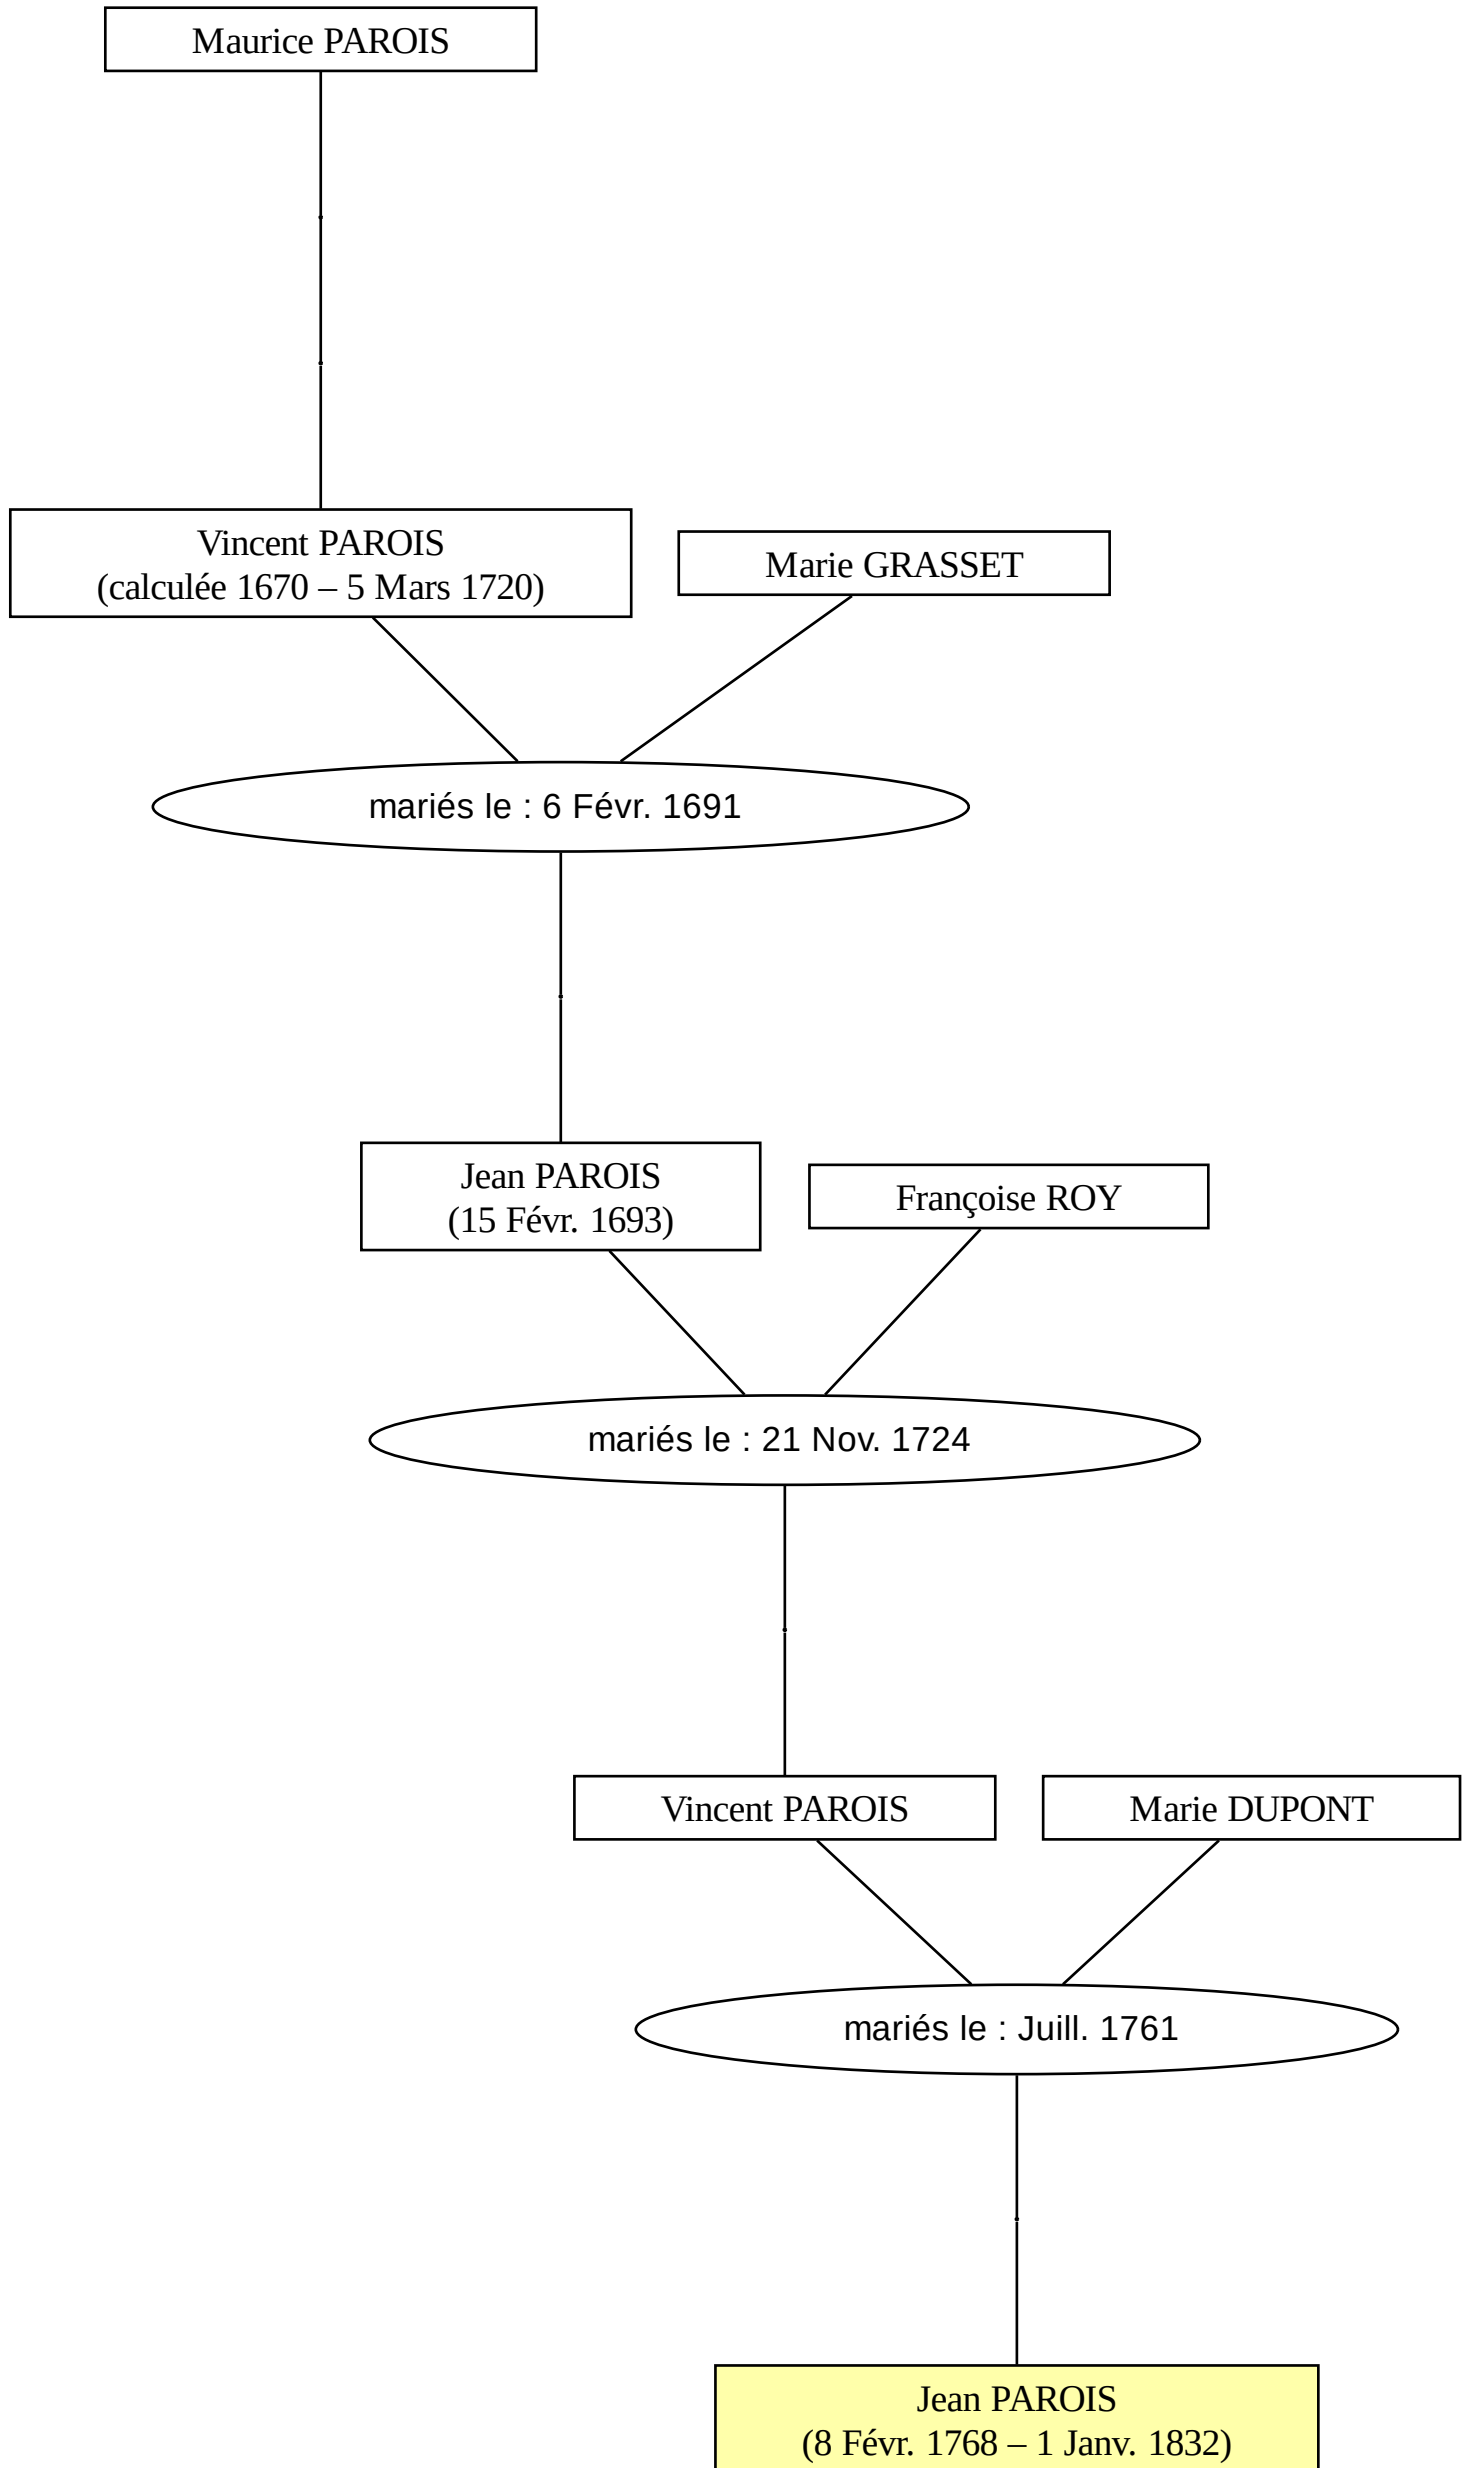 Maurice PAROIS
Vincent PAROIS
(calculée 1670 – 5 Mars 1720)
Marie GRASSET
mariés le : 6 Févr. 1691
Jean PAROIS
(15 Févr. 1693)
Françoise ROY
mariés le : 21 Nov. 1724
Vincent PAROIS
Marie DUPONT
mariés le : Juill. 1761
Jean PAROIS
(8 Févr. 1768 – 1 Janv. 1832)